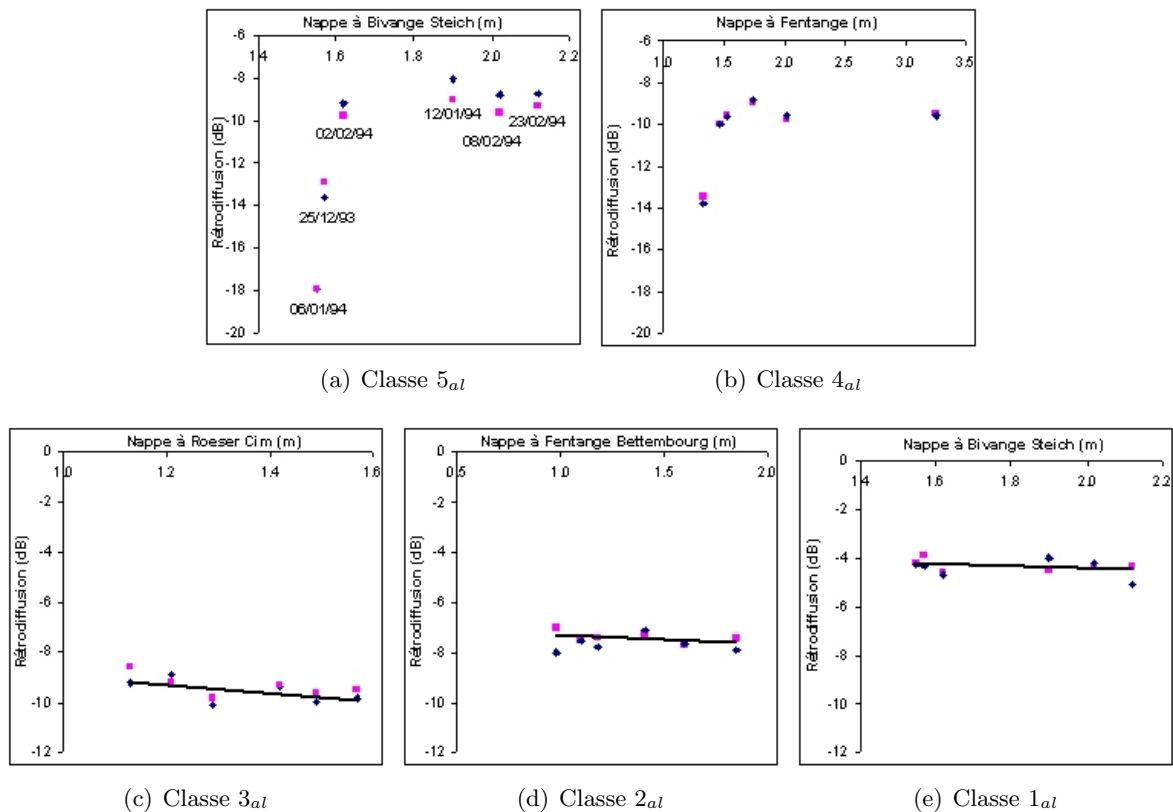 Nappe à Bivange Steich (m)
1.4 1.6 1.8 2.0 2.2
Rétrodiffusion (dB)
-6
-8
-10
-12
-14
-16
-18
-20
12/01/94
02/02/94
08/02/94
23/02/94
25/12/93
06/01/94
(a) Classe 5al
Nappe à Fentange (m)
1.0 1.5 2.0 2.5 3.0 3.5
Rétrodiffusion (dB)
-6
-8
-10
-12
-14
-16
-18
-20
(b) Classe 4al
Nappe à Roeser Cim (m)
1.0 1.2 1.4 1.6
Rétrodiffusion (dB)
0
-2
-4
-6
-8
-10
-12
(c) Classe 3al
Nappe à Fentange Bettembourg (m)
0.5 1.0 1.5 2.0
Rétrodiffusion (dB)
0
-2
-4
-6
-8
-10
-12
(d) Classe 2al
Nappe à Bivange Steich (m)
1.4 1.6 1.8 2.0 2.2
Rétrodiffusion (dB)
0
-2
-4
-6
-8
-10
-12
(e) Classe 1al